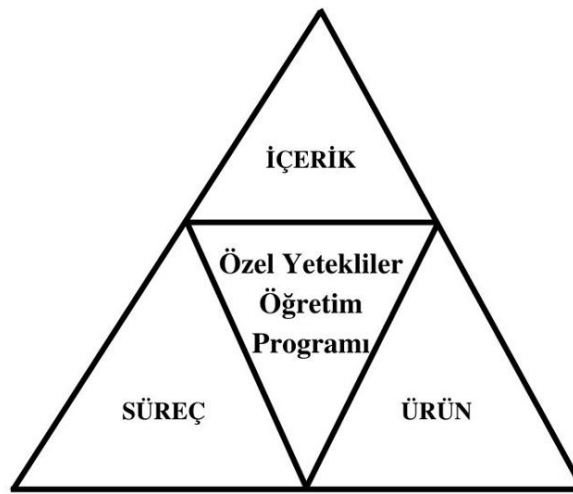 İÇERİK
Özel Yetekliler
Öğretim
Programı
SÜREÇ
ÜRÜN